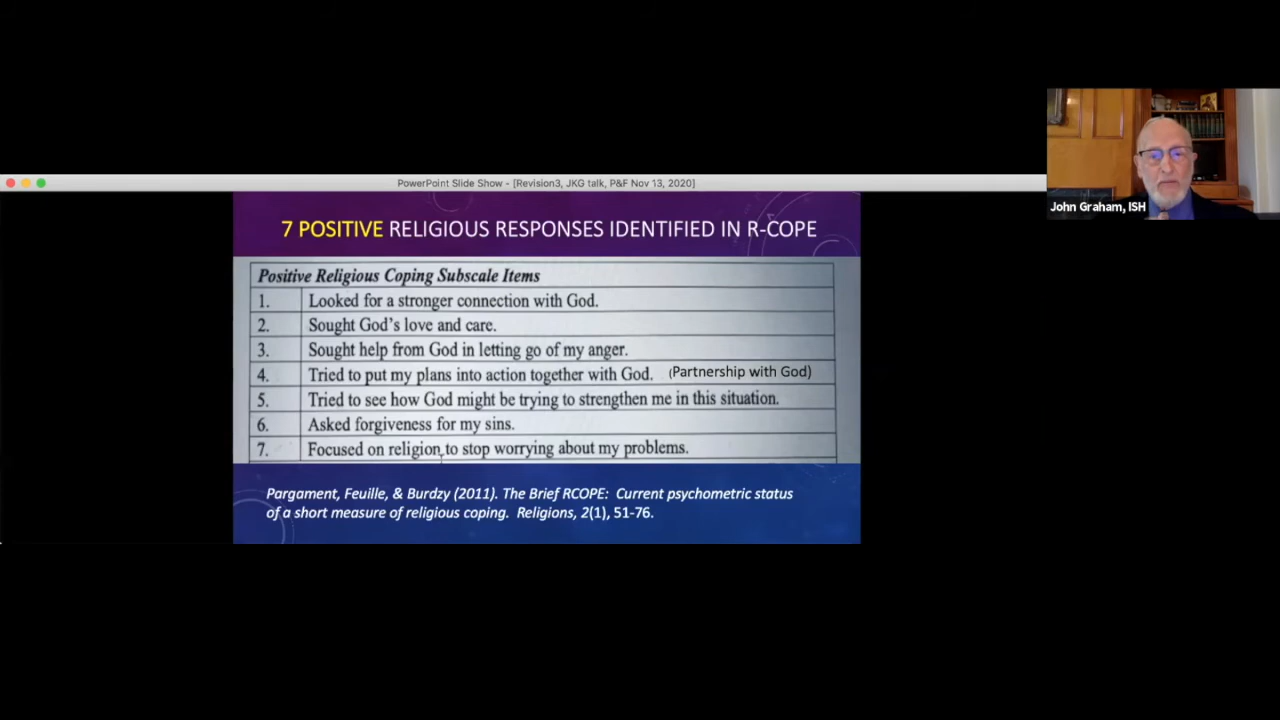 PowerPoint Slide Show - [Revision3, JKG talk, P&F Nov 13, 2020]
John Graham, ISH
7 POSITIVE RELIGIOUS RESPONSES IDENTIFIED IN R-COPE
Positive Religious Coping Subscale Items
1. Looked for a stronger connection with God.
2. Sought God's love and care.
3. Sought help from God in letting go of my anger.
4. Tried to put my plans into action together with God. (Partnership with God)
5. Tried to see how God might be trying to strengthen me in this situation.
6. Asked forgiveness for my sins.
7. Focused on religion to stop worrying about my problems.
Pargament, Feuille, & Burdzy (2011). The Brief RCOPE: Current psychometric status
of a short measure of religious coping. Religions, 2(1), 51-76.